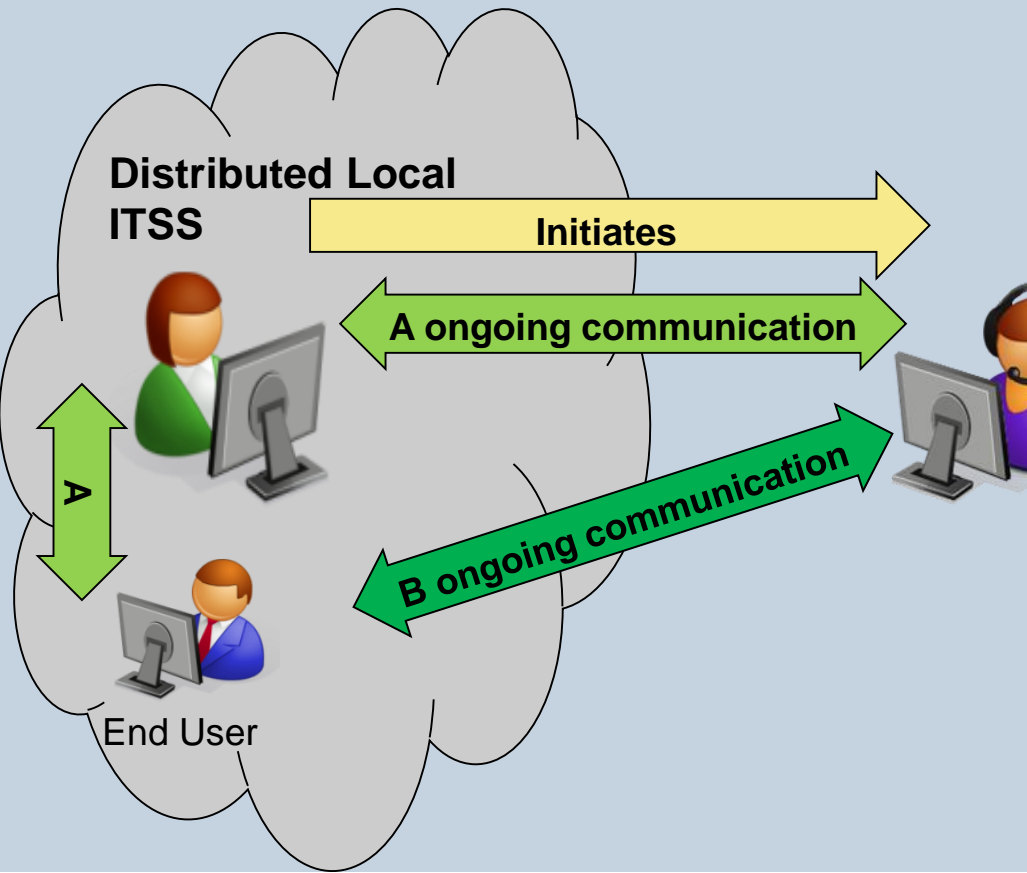 Distributed Local
ITSS
Initiates
A ongoing communication
A
B ongoing communication
End User